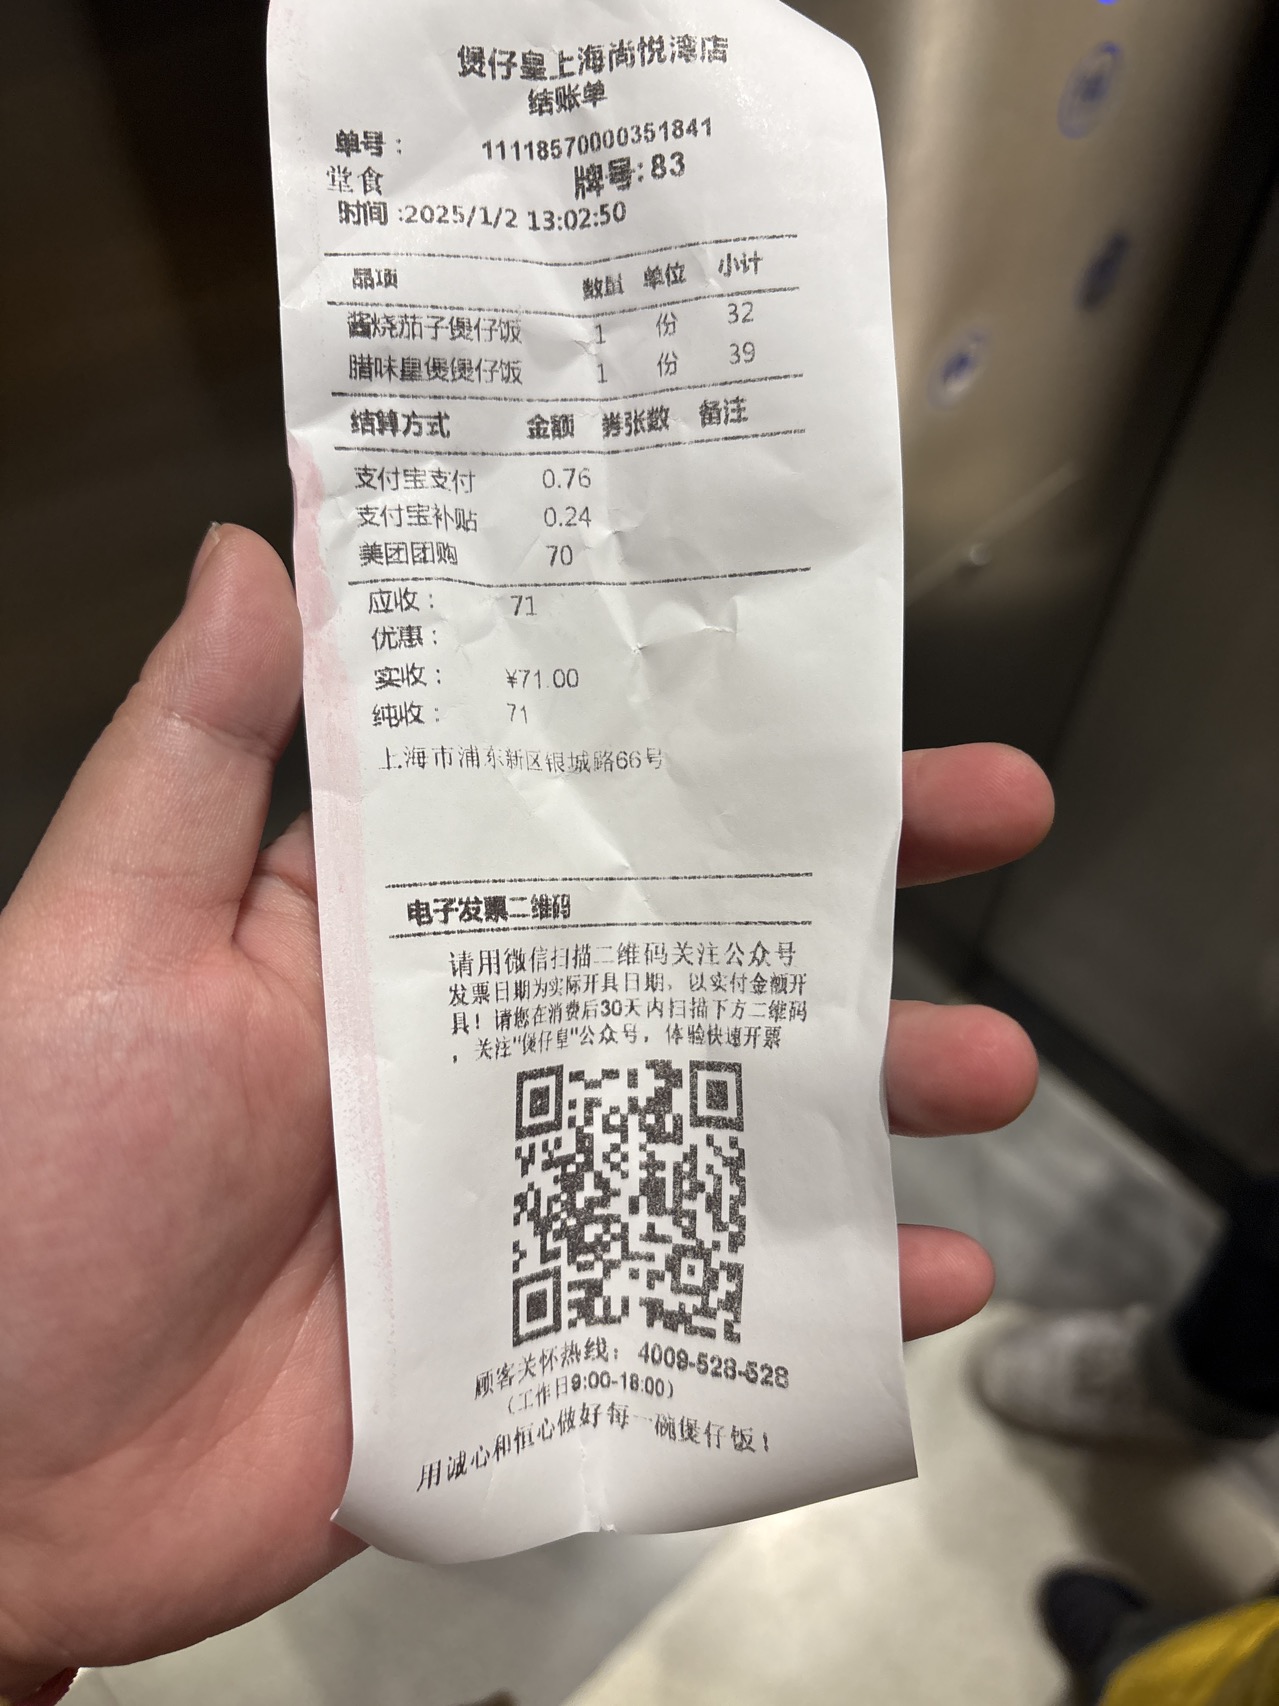 煲仔皇上海尚悦湾店
结账单
单号： 11118570000351841
堂食 牌号:83
时间:2025/1/2 13:02:50
品项 数量 单位 小计
酱烧茄子煲仔饭 1 份 32
腊味皇煲煲仔饭 1 份 39
结算方式 金额 券张数 备注
支付宝支付 0.76
支付宝补贴 0.24
美团团购 70
应收： 71
优惠：
实收： ¥71.00
纯收： 71
上海市浦东新区银城路66号
电子发票二维码
请用微信扫描二维码关注公众号
发票日期为实际开具日期，以实付金额开
具！请您在消费后30天内扫描下方二维码
，关注"煲仔皇"公众号，体验快速开票
顾客关怀热线：4009-528-528
（工作日9:00-18:00）
用诚心和恒心做好每一碗煲仔饭！